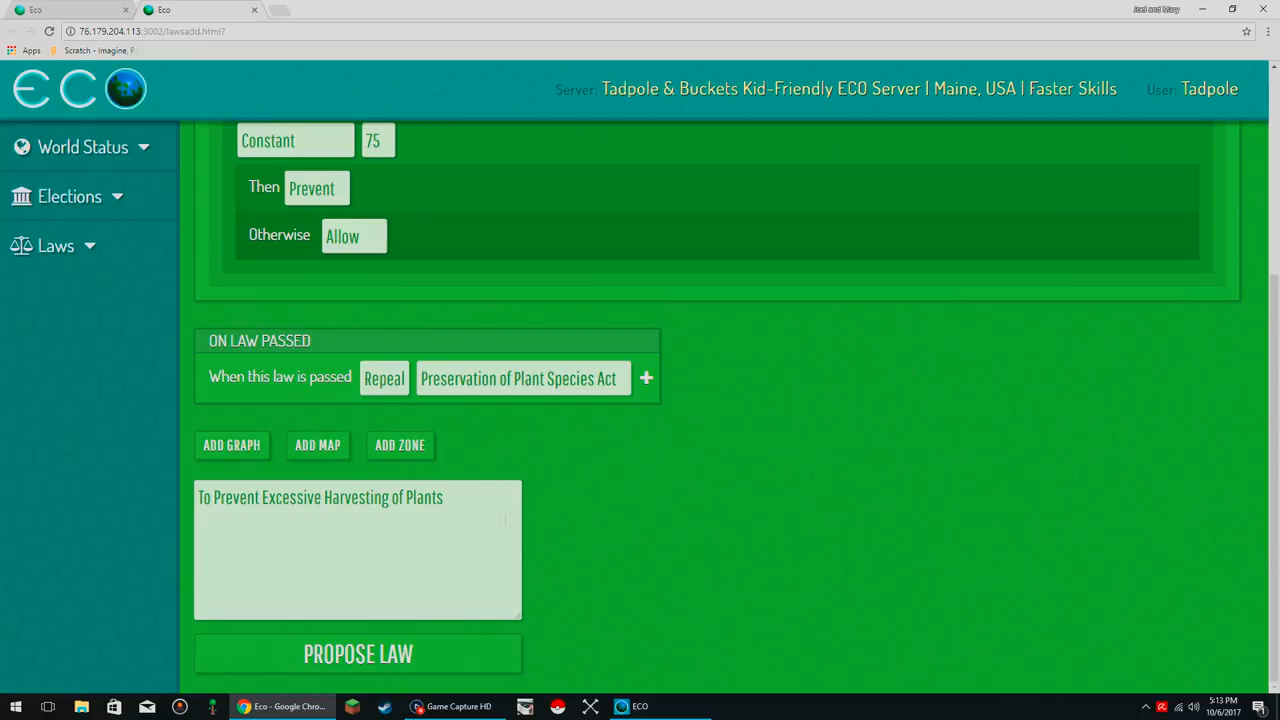 Eco
Eco
Joel and Mary
76.179.204.113:3002/lawsadd.html?
Apps
Scratch - Imagine, P
ECO
Server: Tadpole & Buckets Kid-Friendly ECO Server | Maine, USA | Faster Skills
User: Tadpole
World Status
Elections
Laws
Constant 75
Then Prevent
Otherwise Allow
ON LAW PASSED
When this law is passed Repeal Preservation of Plant Species Act +
ADD GRAPH ADD MAP ADD ZONE
To Prevent Excessive Harvesting of Plants
PROPOSE LAW
Eco - Google Chro...
Game Capture HD
ECO
5:13 PM
10/6/2017